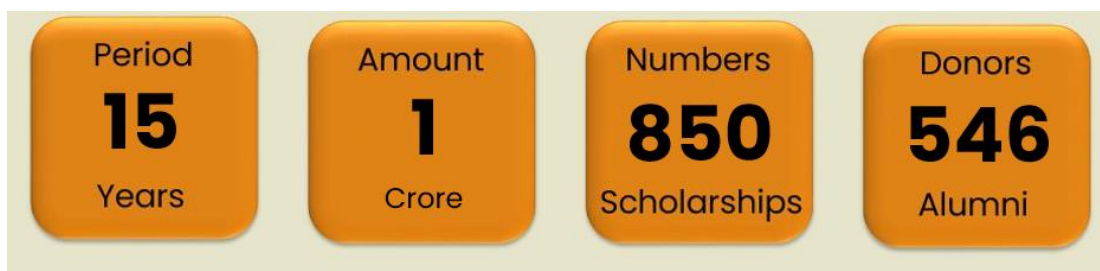 Period
15
Years
Amount
1
Crore
Numbers
850
Scholarships
Donors
546
Alumni